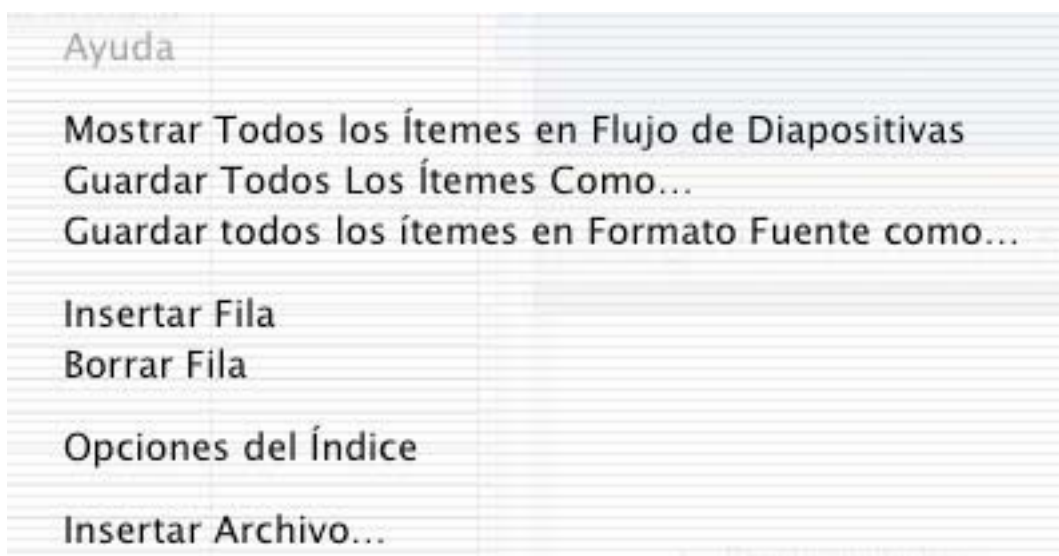 Ayuda
Mostrar Todos los Ítemes en Flujo de Diapositivas
Guardar Todos Los Ítemes Como...
Guardar todos los ítemes en Formato Fuente como...
Insertar Fila
Borrar Fila
Opciones del Índice
Insertar Archivo...